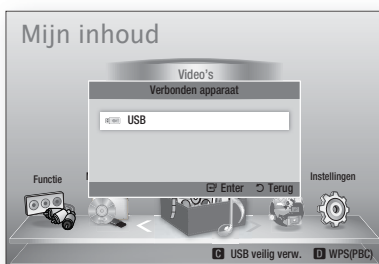 Mijn inhoud
Video's
Verbonden apparaat
USB
Enter Terug
Functie
Instellingen
C USB veilig verw. D WPS(PBC)